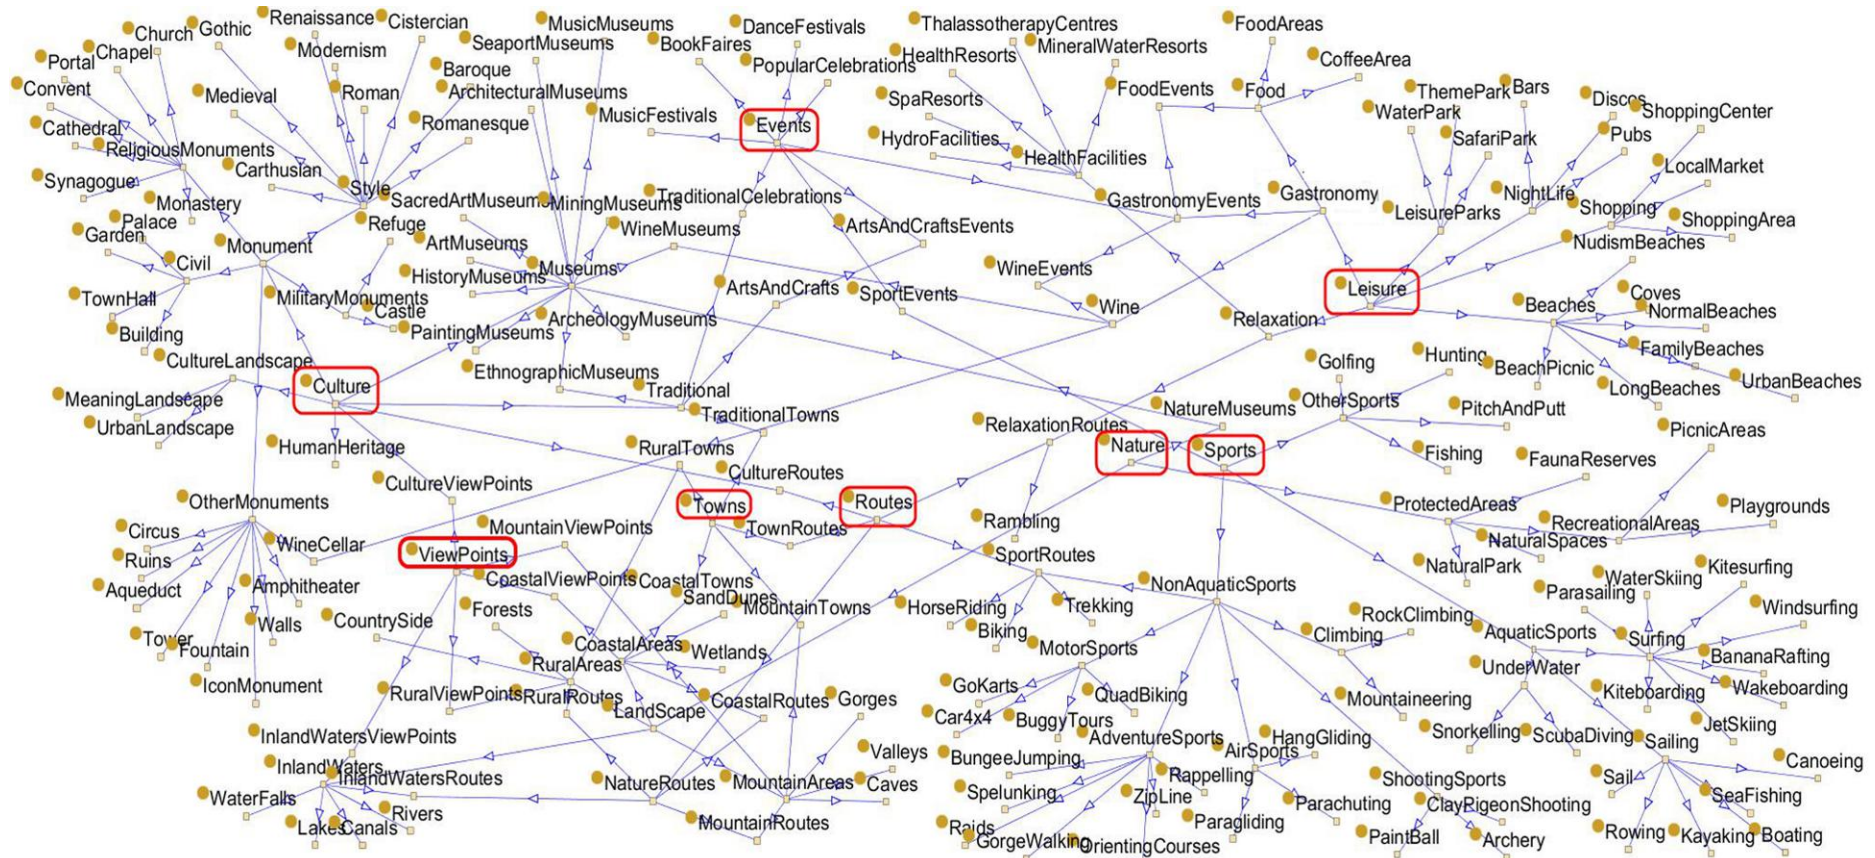 Renaissance
Cistercian
MusicMuseums
DanceFestivals
ThalassotherapyCentres
FoodAreas
Church
Gothic
Modernism
SeaportMuseums
BookFaires
MineralWaterResorts
Portal
Chapel
HealthResorts
CoffeeArea
Baroque
PopularCelebrations
Convent
Medieval
Roman
ArchitecturalMuseums
FoodEvents
Food
ThemePark
Bars
SpaResorts
WaterPark
Discos
ShoppingCenter
MusicFestivals
Events
Cathedral
Romanesque
HydroFacilities
SafariPark
Pubs
ReligiousMonuments
HealthFacilities
Carthusian
LocalMarket
Synagogue
Style
Monastery
SacredArtMuseums
MiningMuseums
TraditionalCelebrations
GastronomyEvents
Gastronomy
NightLife
Palace
Refuge
LeisureParks
Shopping
ShoppingArea
Garden
Monument
ArtMuseums
WineMuseums
ArtsAndCraftsEvents
NudismBeaches
Civil
HistoryMuseums
Museums
WineEvents
TownHall
MilitaryMonuments
ArtsAndCrafts
SportEvents
Leisure
Castle
Wine
Beaches
Coves
NormalBeaches
Building
PaintingMuseums
ArcheologyMuseums
Relaxation
CultureLandscape
Golfing
Hunting
FamilyBeaches
Culture
EthnographicMuseums
BeachPicnic
UrbanBeaches
MeaningLandscape
Traditional
LongBeaches
UrbanLandscape
TraditionalTowns
NatureMuseums
OtherSports
PitchAndPutt
HumanHeritage
RelaxationRoutes
PicnicAreas
RuralTowns
Nature
Sports
Fishing
CultureRoutes
FaunaReserves
CultureViewPoints
OtherMonuments
Towns
Routes
ProtectedAreas
Playgrounds
Circus
MountainViewPoints
TownRoutes
Rambling
RecreationalAreas
WineCellar
ViewPoints
SportRoutes
NaturalSpaces
Ruins
NaturalPark
Aqueduct
Amphitheater
CoastalViewPoints
CoastalTowns
NonAquaticSports
WaterSkiing
Kitesurfing
SandDunes
Parasailing
Forests
MountainTowns
HorseRiding
Trekking
RockClimbing
Windsurfing
CountrySide
Walls
Biking
Climbing
AquaticSports
Surfing
Tower
Fountain
CoastalAreas
Wetlands
MotorSports
BananaRafting
RuralAreas
UnderWater
IconMonument
RuralViewPoints
RuralRoutes
GoKarts
QuadBiking
Kiteboarding
Wakeboarding
LandScape
CoastalRoutes
Gorges
Mountaineering
Car4x4
BuggyTours
JetSkiing
InlandWatersViewPoints
AdventureSports
AirSports
HangGliding
Snorkelling
ScubaDiving
Sailing
InlandWaters
Valleys
BungeeJumping
Canoeing
InlandWatersRoutes
NatureRoutes
MountainAreas
Caves
Rappelling
ShootingSports
Sail
WaterFalls
Spelunking
ZipLine
Parachuting
ClayPigeonShooting
SeaFishing
Rivers
Lakes
Canals
MountainRoutes
Raids
Paragliding
PaintBall
Archery
Rowing
Kayaking
Boating
GorgeWalking
OrientingCourses